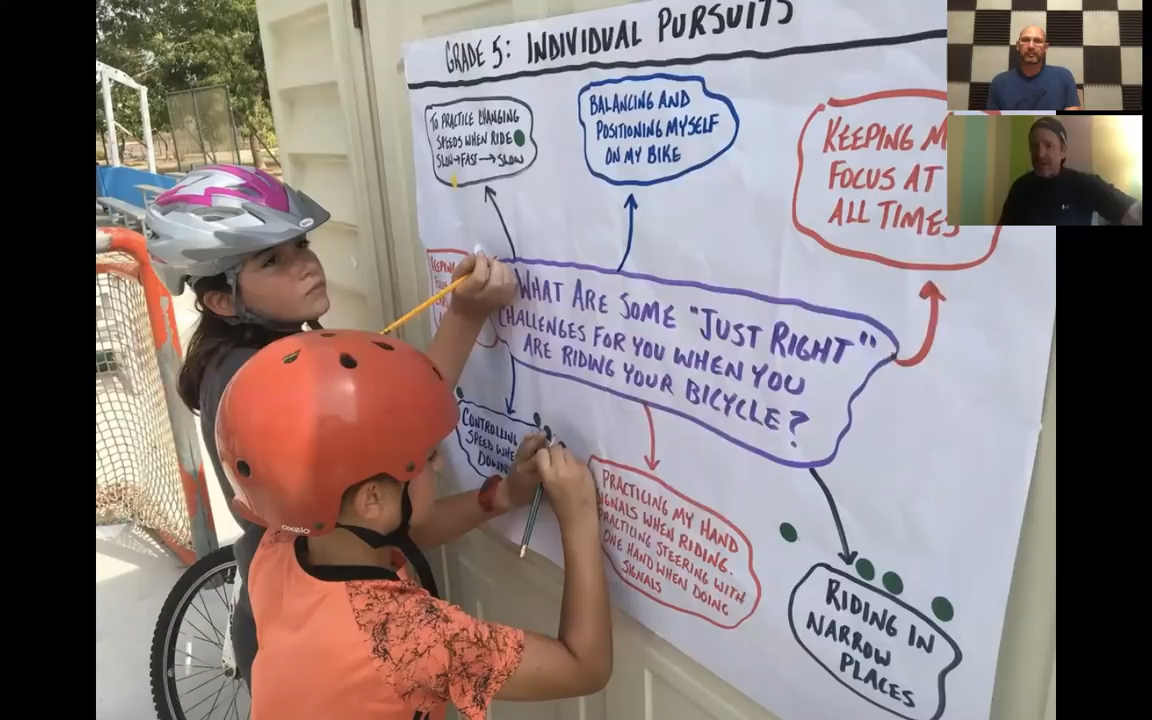 GRADE 5: INDIVIDUAL PURSUITS
TO PRACTICE CHANGING
SPEEDS WHEN RIDE
SLOW→FAST→SLOW
BALANCING AND
POSITIONING MYSELF
ON MY BIKE
KEEPING M
FOCUS AT
ALL TIMES
KEEPING
WHAT ARE SOME "JUST RIGHT"
CHALLENGES FOR YOU WHEN YOU
ARE RIDING YOUR BICYCLE?
CONTROLLING
SPEED WHE
DOWN
PRACTICING MY HAND
SIGNALS WHEN RIDING.
PRACTICING STEERING WITH
ONE HAND WHEN DOING
SIGNALS
RIDING IN
NARROW
PLACES
oxelo